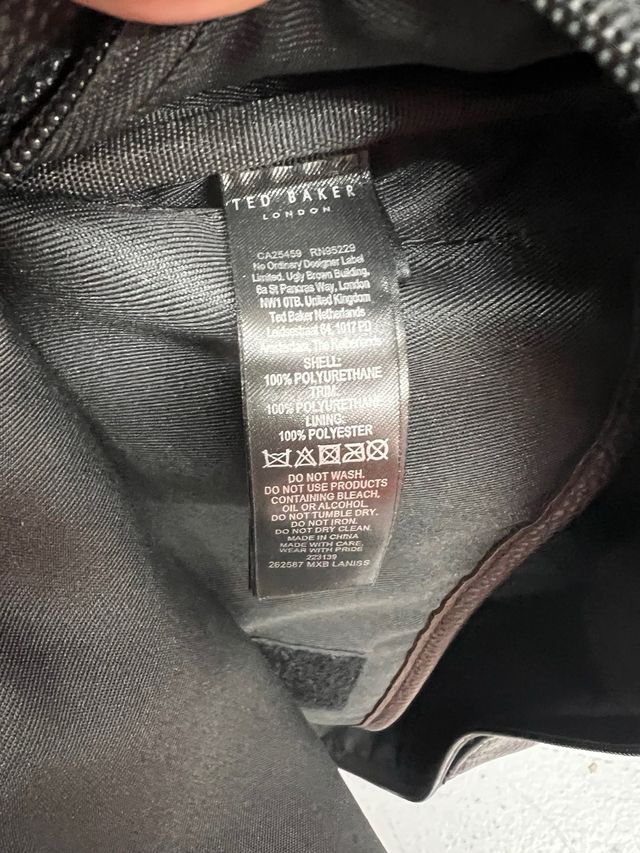 TED BAKER
LONDON
CA25459 RN95229
No Ordinary Designer Label
Limited. Ugly Brown Building,
6a St Pancras Way, London
NW1 0TB. United Kingdom
Ted Baker Netherlands
Leidsestraat 64, 1017 PD
Amsterdam, The Netherlands
SHELL:
100% POLYURETHANE
TRIM:
100% POLYURETHANE
LINING:
100% POLYESTER
DO NOT WASH.
DO NOT USE PRODUCTS
CONTAINING BLEACH,
OIL OR ALCOHOL.
DO NOT TUMBLE DRY.
DO NOT IRON.
DO NOT DRY CLEAN.
MADE IN CHINA
MADE WITH CARE,
WEAR WITH PRIDE
223139
262587 MXB LANISS